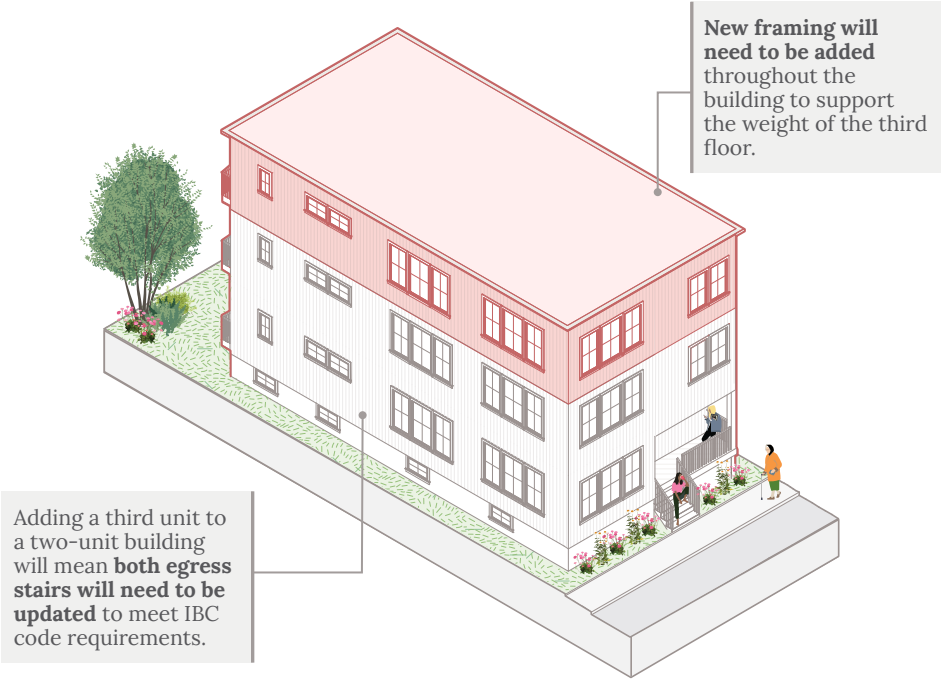 New framing will
need to be added
throughout the
building to support
the weight of the third
floor.
Adding a third unit to
a two-unit building
will mean both egress
stairs will need to be
updated to meet IBC
code requirements.